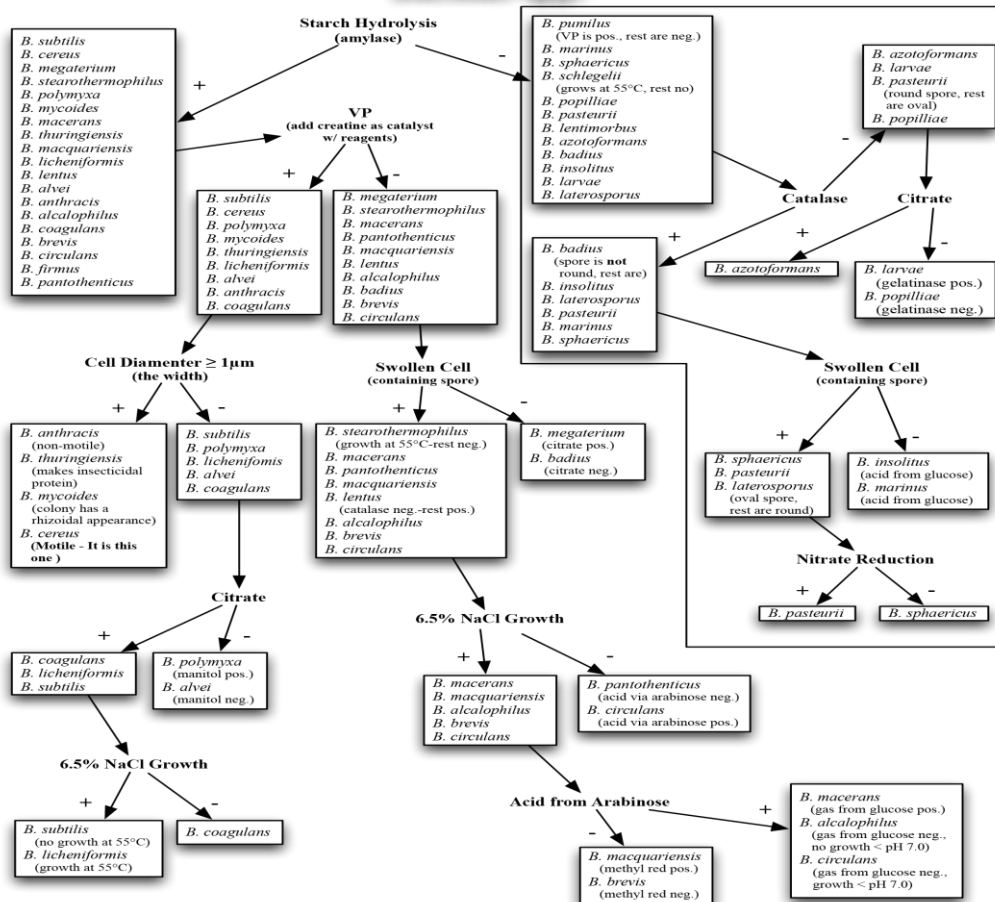 Starch Hydrolysis
(amylase)
+
-
B. subtilis
B. cereus
B. megaterium
B. stearothermophilus
B. polymyxa
B. mycoides
B. macerans
B. thuringiensis
B. macquariensis
B. licheniformis
B. lentus
B. alvei
B. anthracis
B. alcalophilus
B. coagulans
B. brevis
B. circulans
B. firmus
B. pantothenticus
B. pumilus
(VP is pos., rest are neg.)
B. marinus
B. sphaericus
B. schlegelii
(grows at 55°C, rest no)
B. popilliae
B. pasteurii
B. lentimorbus
B. azotoformans
B. badius
B. insolitus
B. larvae
B. laterosporus
B. azotoformans
B. larvae
B. pasteurii
(round spore, rest
are oval)
B. popilliae
VP
(add creatine as catalyst
w/ reagents)
+
-
B. subtilis
B. cereus
B. polymyxa
B. mycoides
B. thuringiensis
B. licheniformis
B. alvei
B. anthracis
B. coagulans
B. megaterium
B. stearothermophilus
B. macerans
B. pantothenticus
B. macquariensis
B. lentus
B. alcalophilus
B. badius
B. brevis
B. circulans
Catalase
-
+
Citrate
+
-
B. azotoformans
B. larvae
(gelatinase pos.)
B. popilliae
(gelatinase neg.)
B. badius
(spore is not
round, rest are)
B. insolitus
B. laterosporus
B. pasteurii
B. marinus
B. sphaericus
Cell Diamenter ≥ 1µm
(the width)
+
-
B. anthracis
(non-motile)
B. thuringiensis
(makes insecticidal
protein)
B. mycoides
(colony has a
rhizoidal appearance)
B. cereus
(Motile - It is this
one )
B. subtilis
B. polymyxa
B. lichenifomis
B. alvei
B. coagulans
Swollen Cell
(containing spore)
+
-
B. stearothermophilus
(growth at 55°C-rest neg.)
B. macerans
B. pantothenticus
B. macquariensis
B. lentus
(catalase neg.-rest pos.)
B. alcalophilus
B. brevis
B. circulans
B. megaterium
(citrate pos.)
B. badius
(citrate neg.)
Swollen Cell
(containing spore)
+
-
B. sphaericus
B. pasteurii
B. laterosporus
(oval spore,
rest are round)
B. insolitus
(acid from glucose)
B. marinus
(acid from glucose)
Nitrate Reduction
+
-
B. pasteurii
B. sphaericus
Citrate
+
-
B. coagulans
B. licheniformis
B. subtilis
B. polymyxa
(manitol pos.)
B. alvei
(manitol neg.)
6.5% NaCl Growth
+
-
B. subtilis
(no growth at 55°C)
B. licheniformis
(growth at 55°C)
B. coagulans
6.5% NaCl Growth
+
-
B. macerans
B. macquariensis
B. alcalophilus
B. brevis
B. circulans
B. pantothenticus
(acid via arabinose neg.)
B. circulans
(acid via arabinose pos.)
Acid from Arabinose
-
+
B. macquariensis
(methyl red pos.)
B. brevis
(methyl red neg.)
B. macerans
(gas from glucose pos.)
B. alcalophilus
(gas from glucose neg.,
no growth < pH 7.0)
B. circulans
(gas from glucose neg.,
growth < pH 7.0)